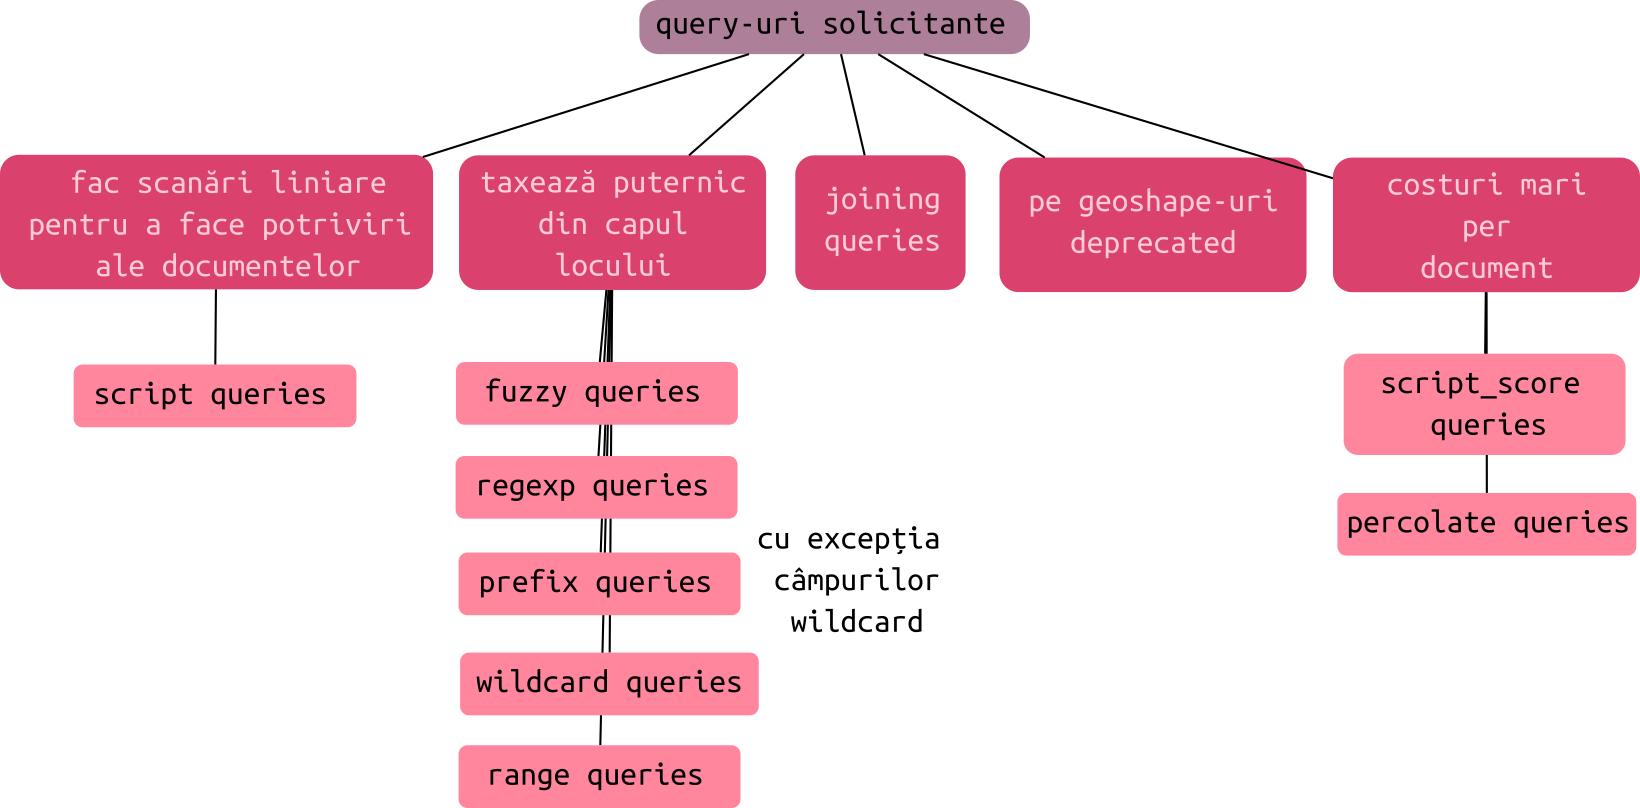 query-uri solicitante
fac scanări liniare
pentru a face potriviri
ale documentelor
taxează puternic
din capul
locului
joining
queries
pe geoshape-uri
deprecated
costuri mari
per
document
script queries
fuzzy queries
regexp queries
prefix queries
wildcard queries
range queries
cu excepția
câmpurilor
wildcard
script_score
queries
percolate queries